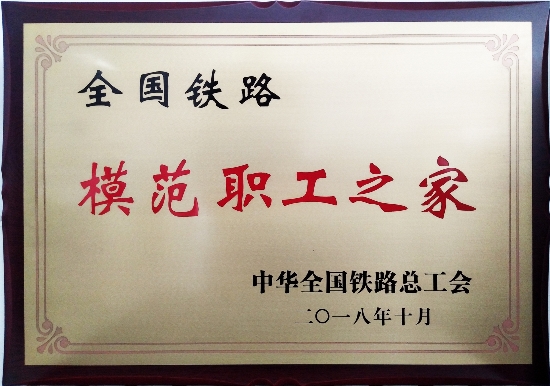 全国铁路
模范职工之家
中华全国铁路总工会
二〇一八年十月